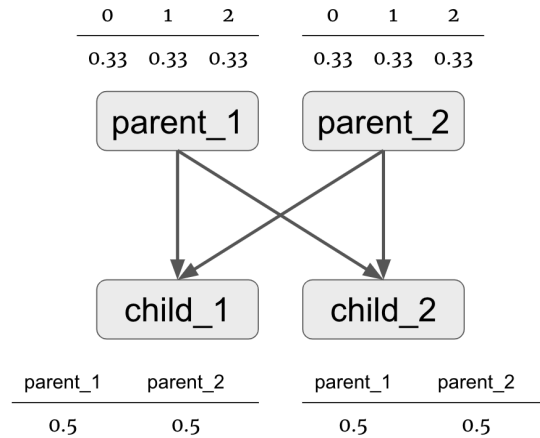 0 1 2 0 1 2
0.33 0.33 0.33 0.33 0.33 0.33
parent_1 parent_2
child_1 child_2
parent_1 parent_2 parent_1 parent_2
0.5 0.5 0.5 0.5